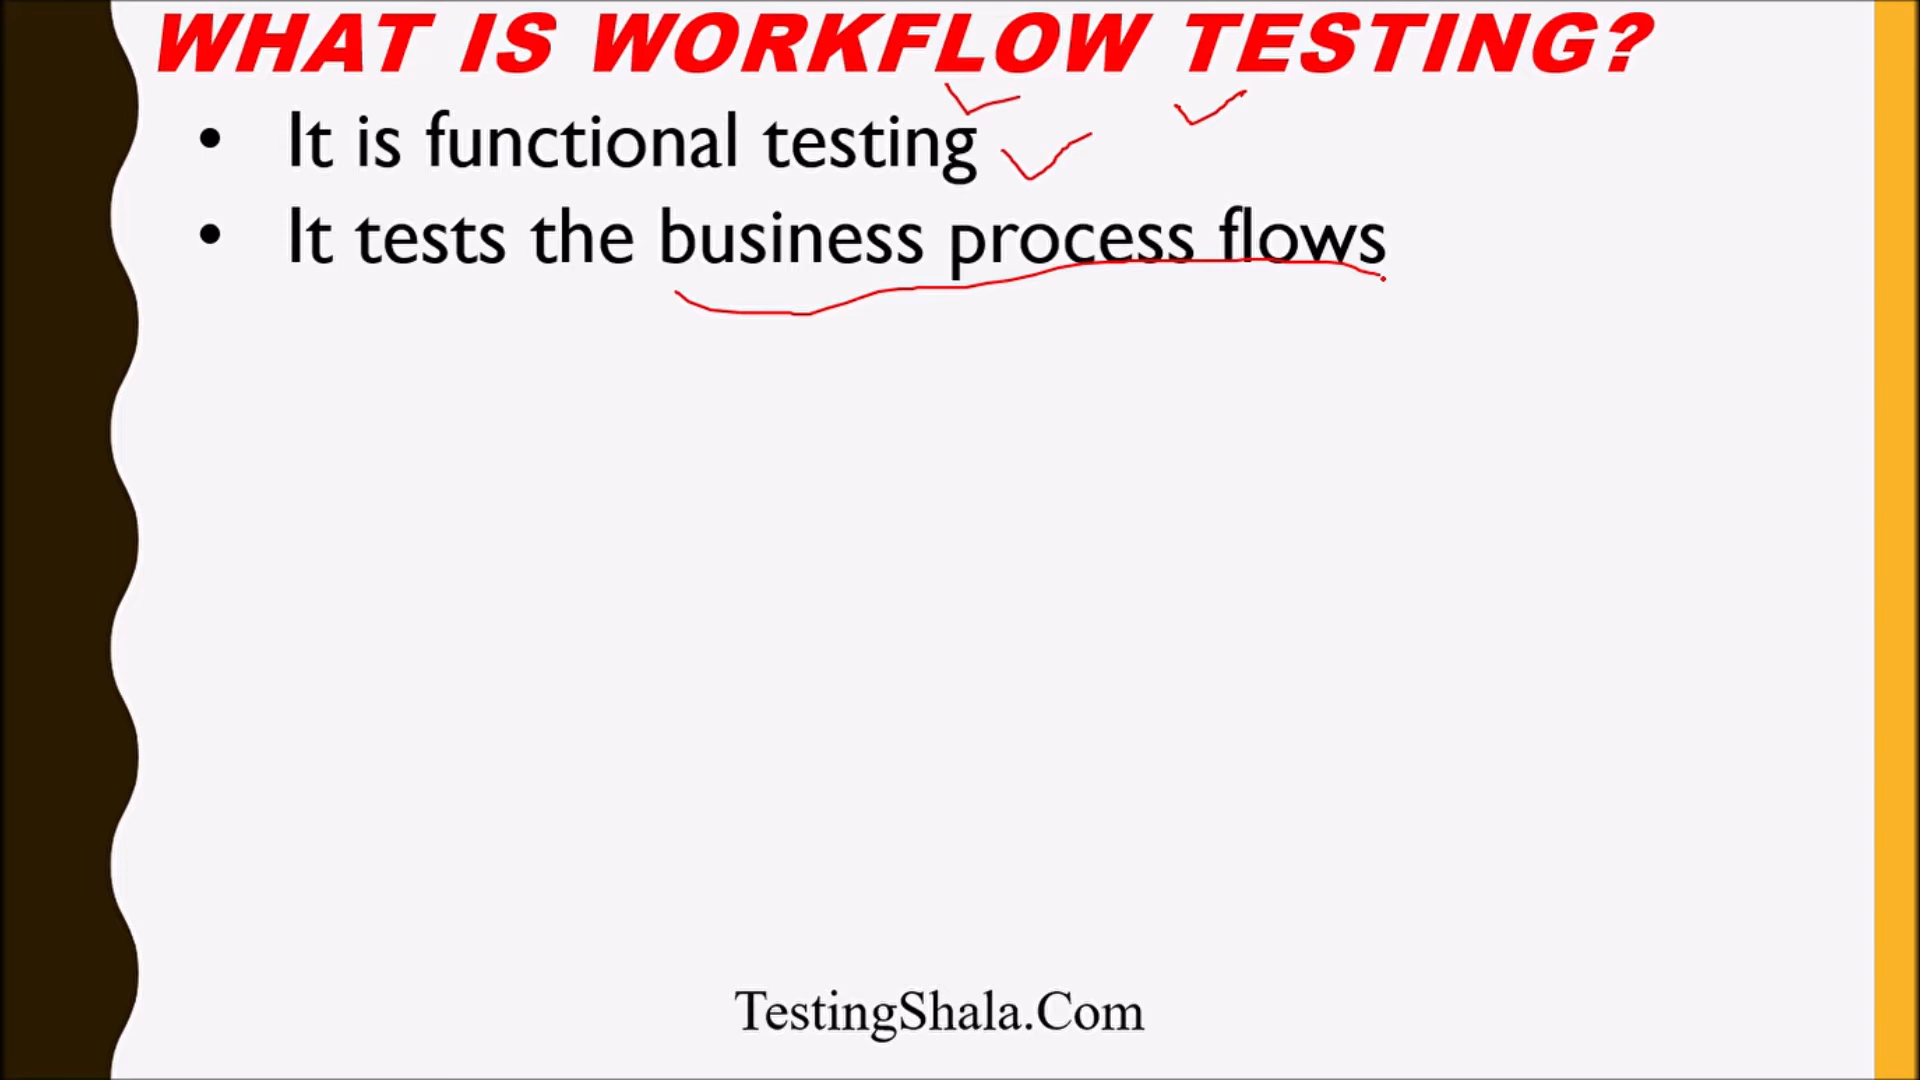 WHAT IS WORKFLOW TESTING?
• It is functional testing
• It tests the business process flows
TestingShala.Com